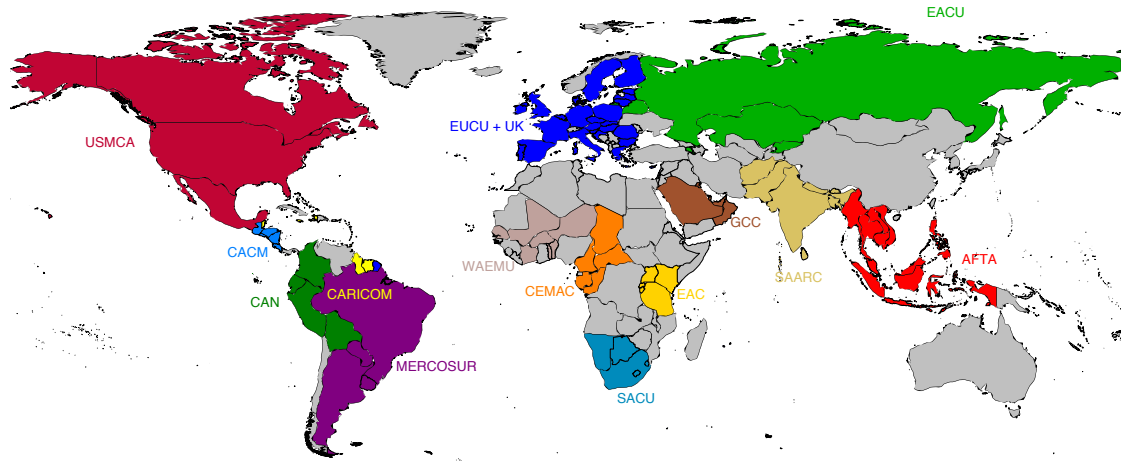 EACU
EUCU + UK
USMCA
GCC
CACM
WAEMU
AFTA
SAARC
CEMAC
EAC
CARICOM
CAN
MERCOSUR
SACU